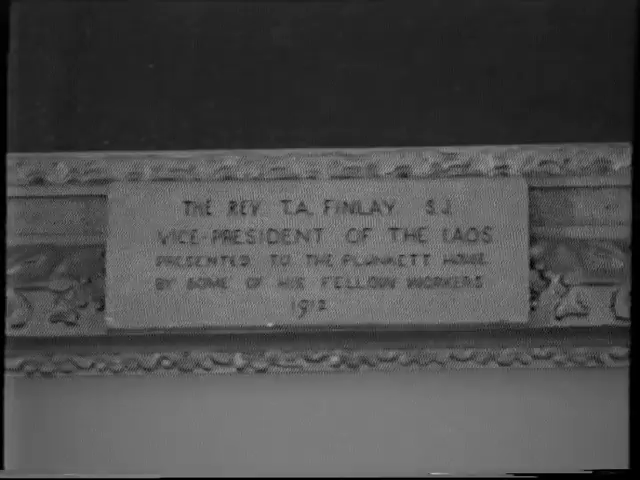 THE REV. T.A. FINLAY S.J.
VICE-PRESIDENT OF THE IAOS
PRESENTED TO THE PLUNKETT HOUSE
BY SOME OF HIS FELLOW WORKERS
1912